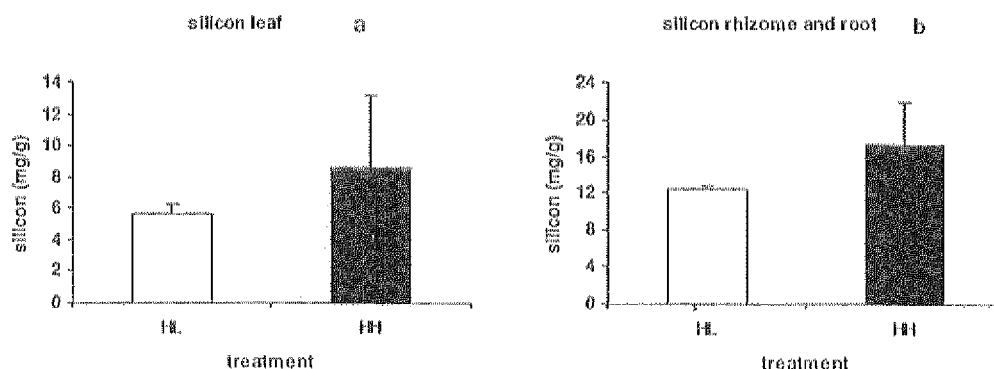 silicon leaf a
silicon (mg/g)
14
12
10
8
6
4
2
0
HL HH
treatment
silicon rhizome and root b
silicon (mg/g)
24
20
16
12
8
4
0
HL HH
treatment